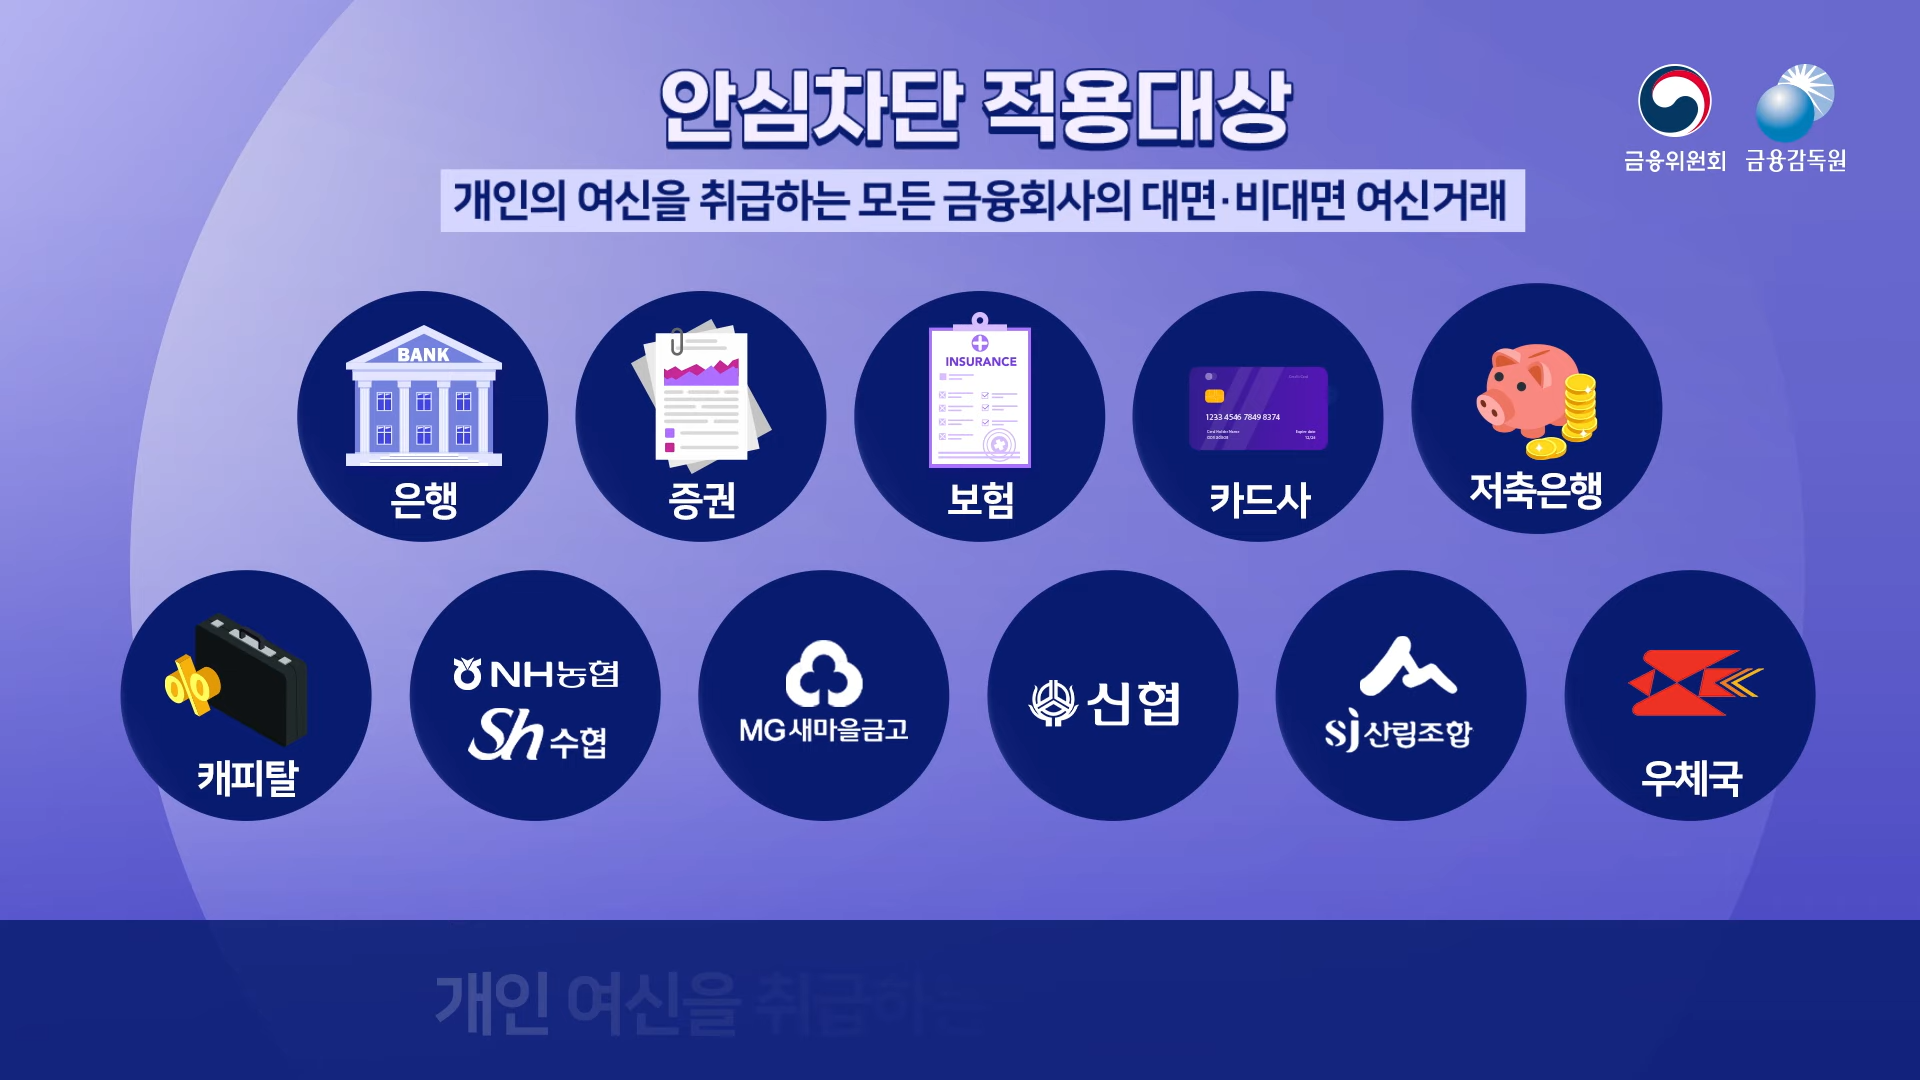 안심차단 적용대상
금융위원회 금융감독원
개인의 여신을 취급하는 모든 금융회사의 대면·비대면 여신거래
BANK
은행
증권
INSURANCE
보험
1233 4546 7849 8374
Card Holder Name
Expire date
카드사
저축은행
캐피탈
NH농협
Sh수협
MG새마을금고
신협
sj산림조합
우체국
개인 여신을 취급하는